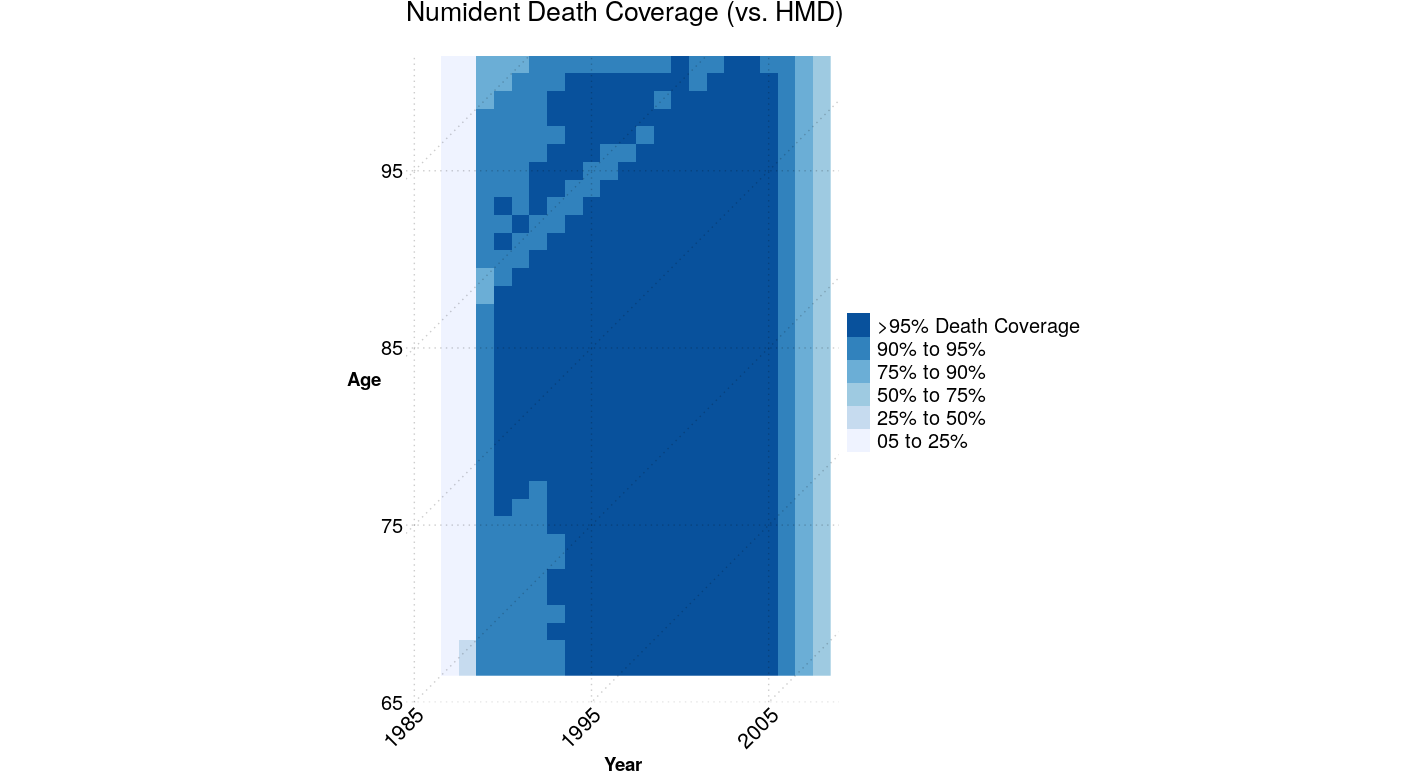 Numident Death Coverage (vs. HMD)
95
85
Age
75
65
1985
1995
2005
Year
>95% Death Coverage
90% to 95%
75% to 90%
50% to 75%
25% to 50%
05 to 25%